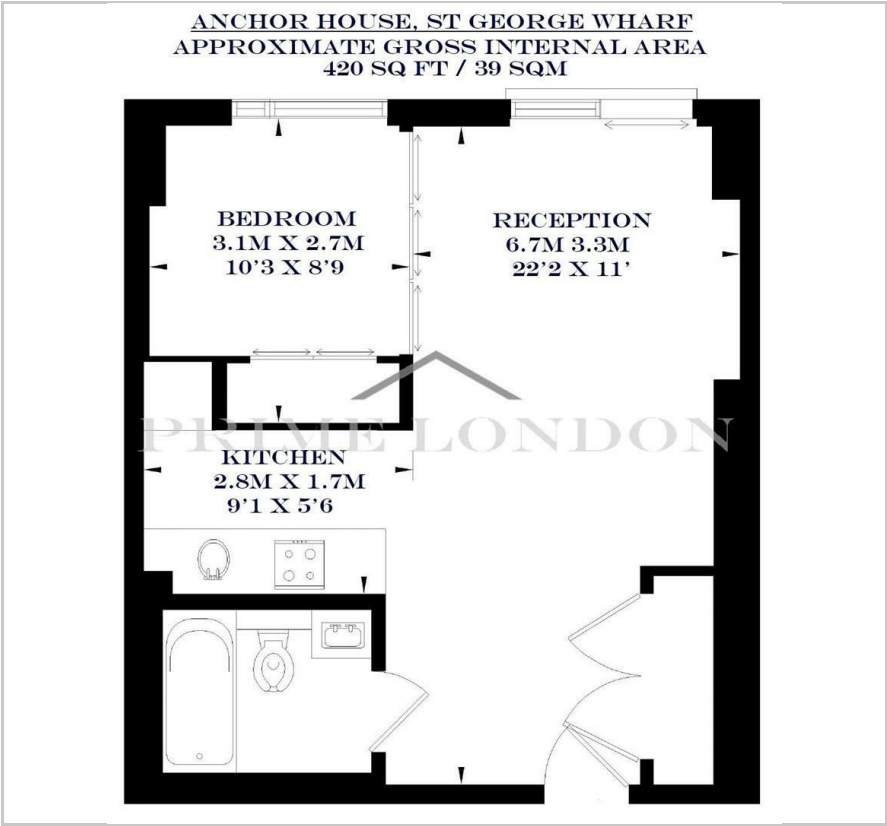 ANCHOR HOUSE, ST GEORGE WHARF
APPROXIMATE GROSS INTERNAL AREA
420 SQ FT / 39 SQM
BEDROOM
3.1M X 2.7M
10'3 X 8'9
RECEPTION
6.7M 3.3M
22'2 X 11'
PRIME LONDON
KITCHEN
2.8M X 1.7M
9'1 X 5'6